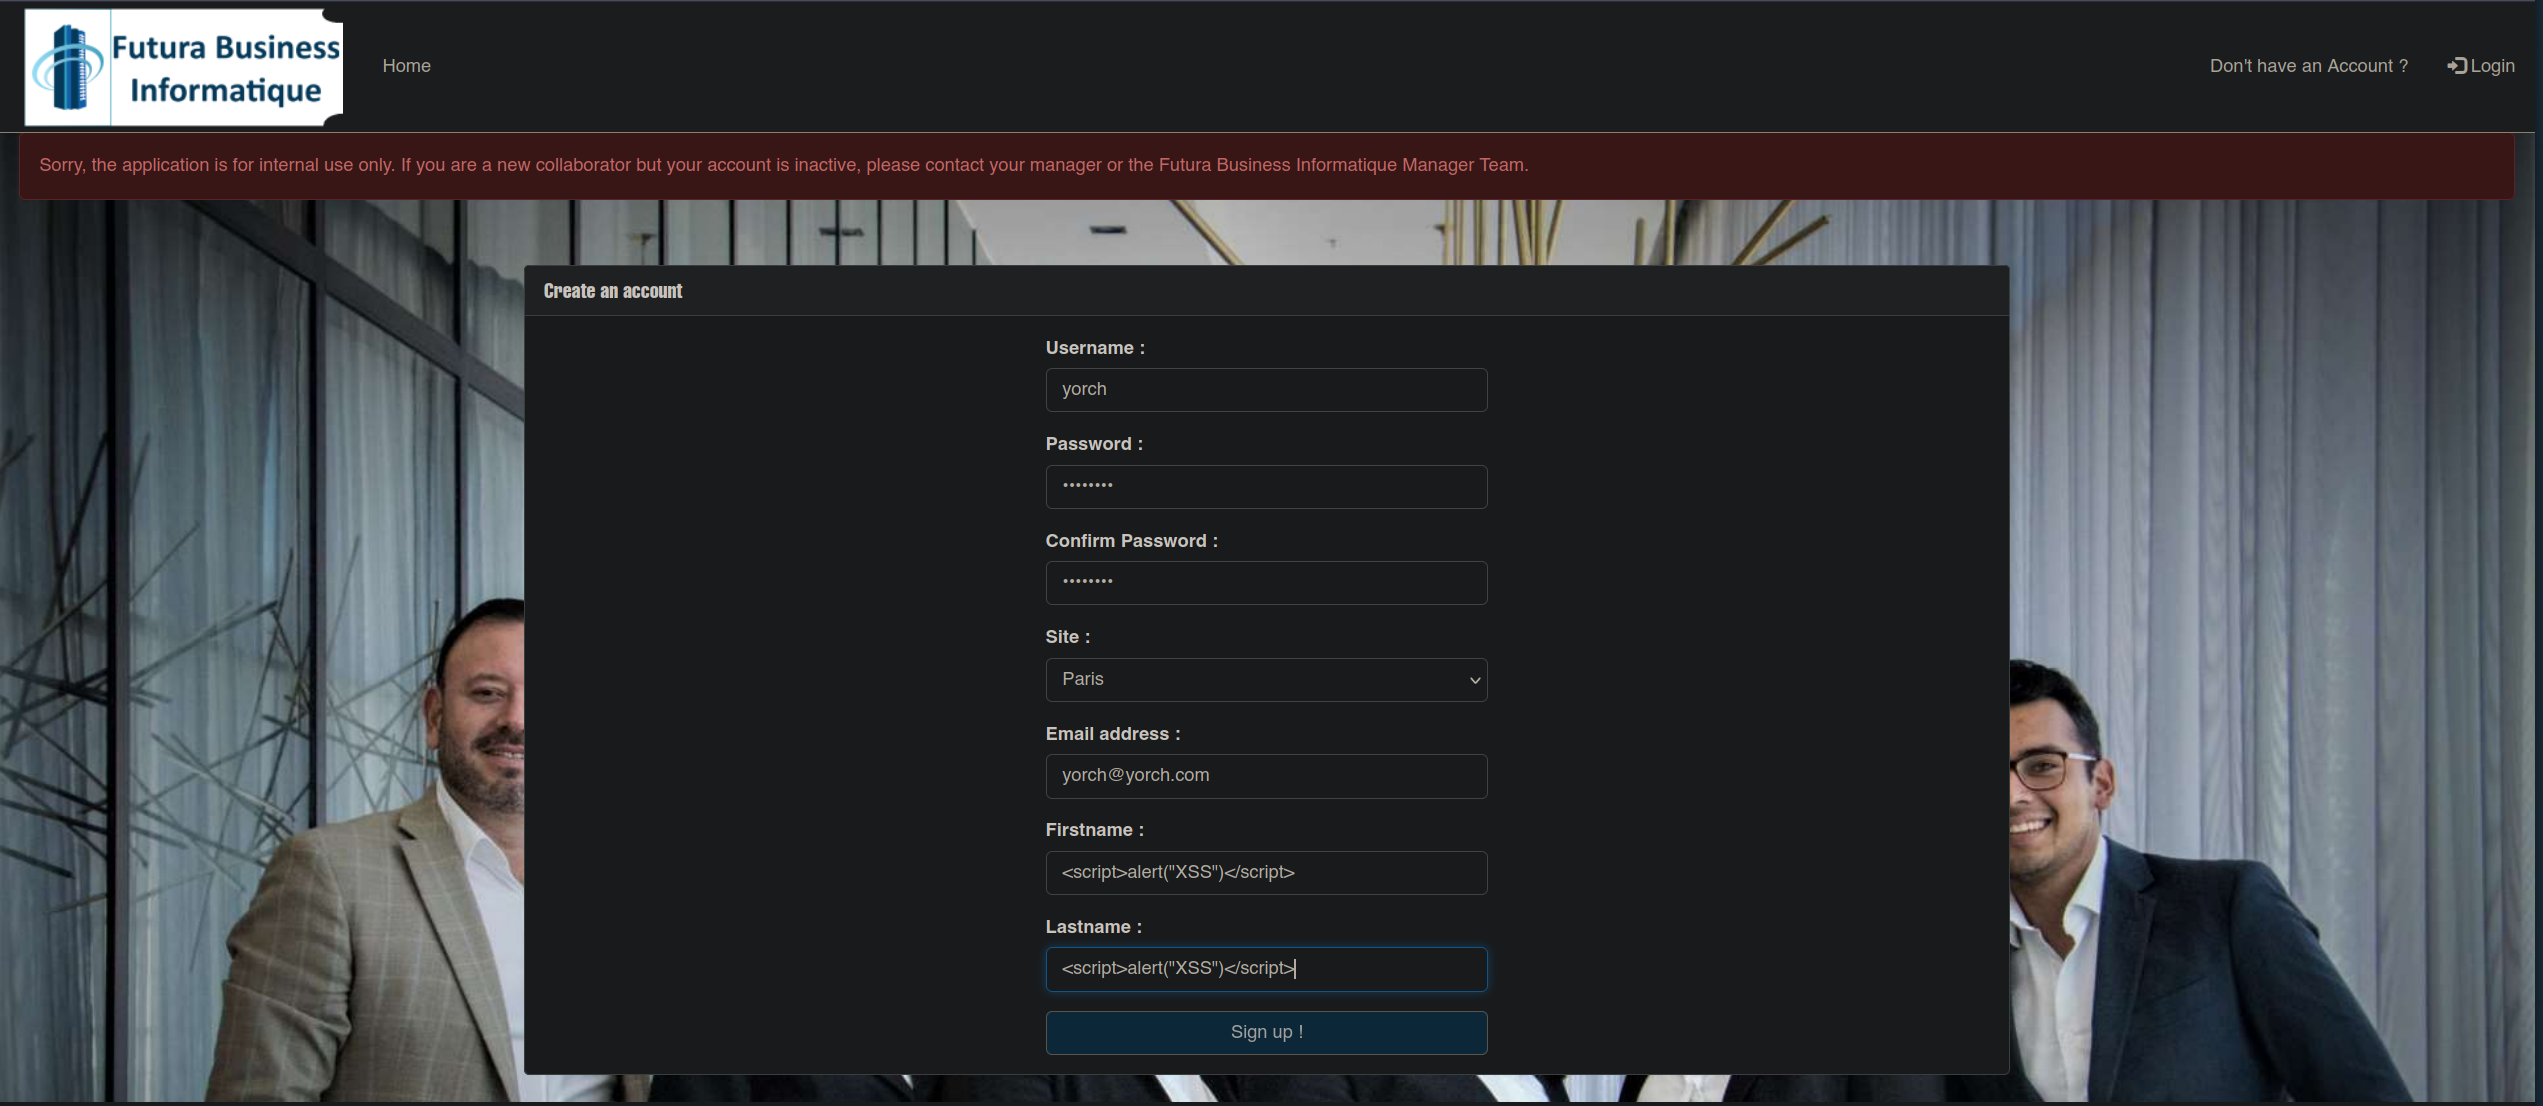 Futura Business
Informatique
Home
Don't have an Account ?
Login
Sorry, the application is for internal use only. If you are a new collaborator but your account is inactive, please contact your manager or the Futura Business Informatique Manager Team.
Create an account
Username :
yorch
Password :
••••••••
Confirm Password :
••••••••
Site :
Paris
Email address :
yorch@yorch.com
Firstname :
<script>alert("XSS")</script>
Lastname :
<script>alert("XSS")</script>
Sign up !